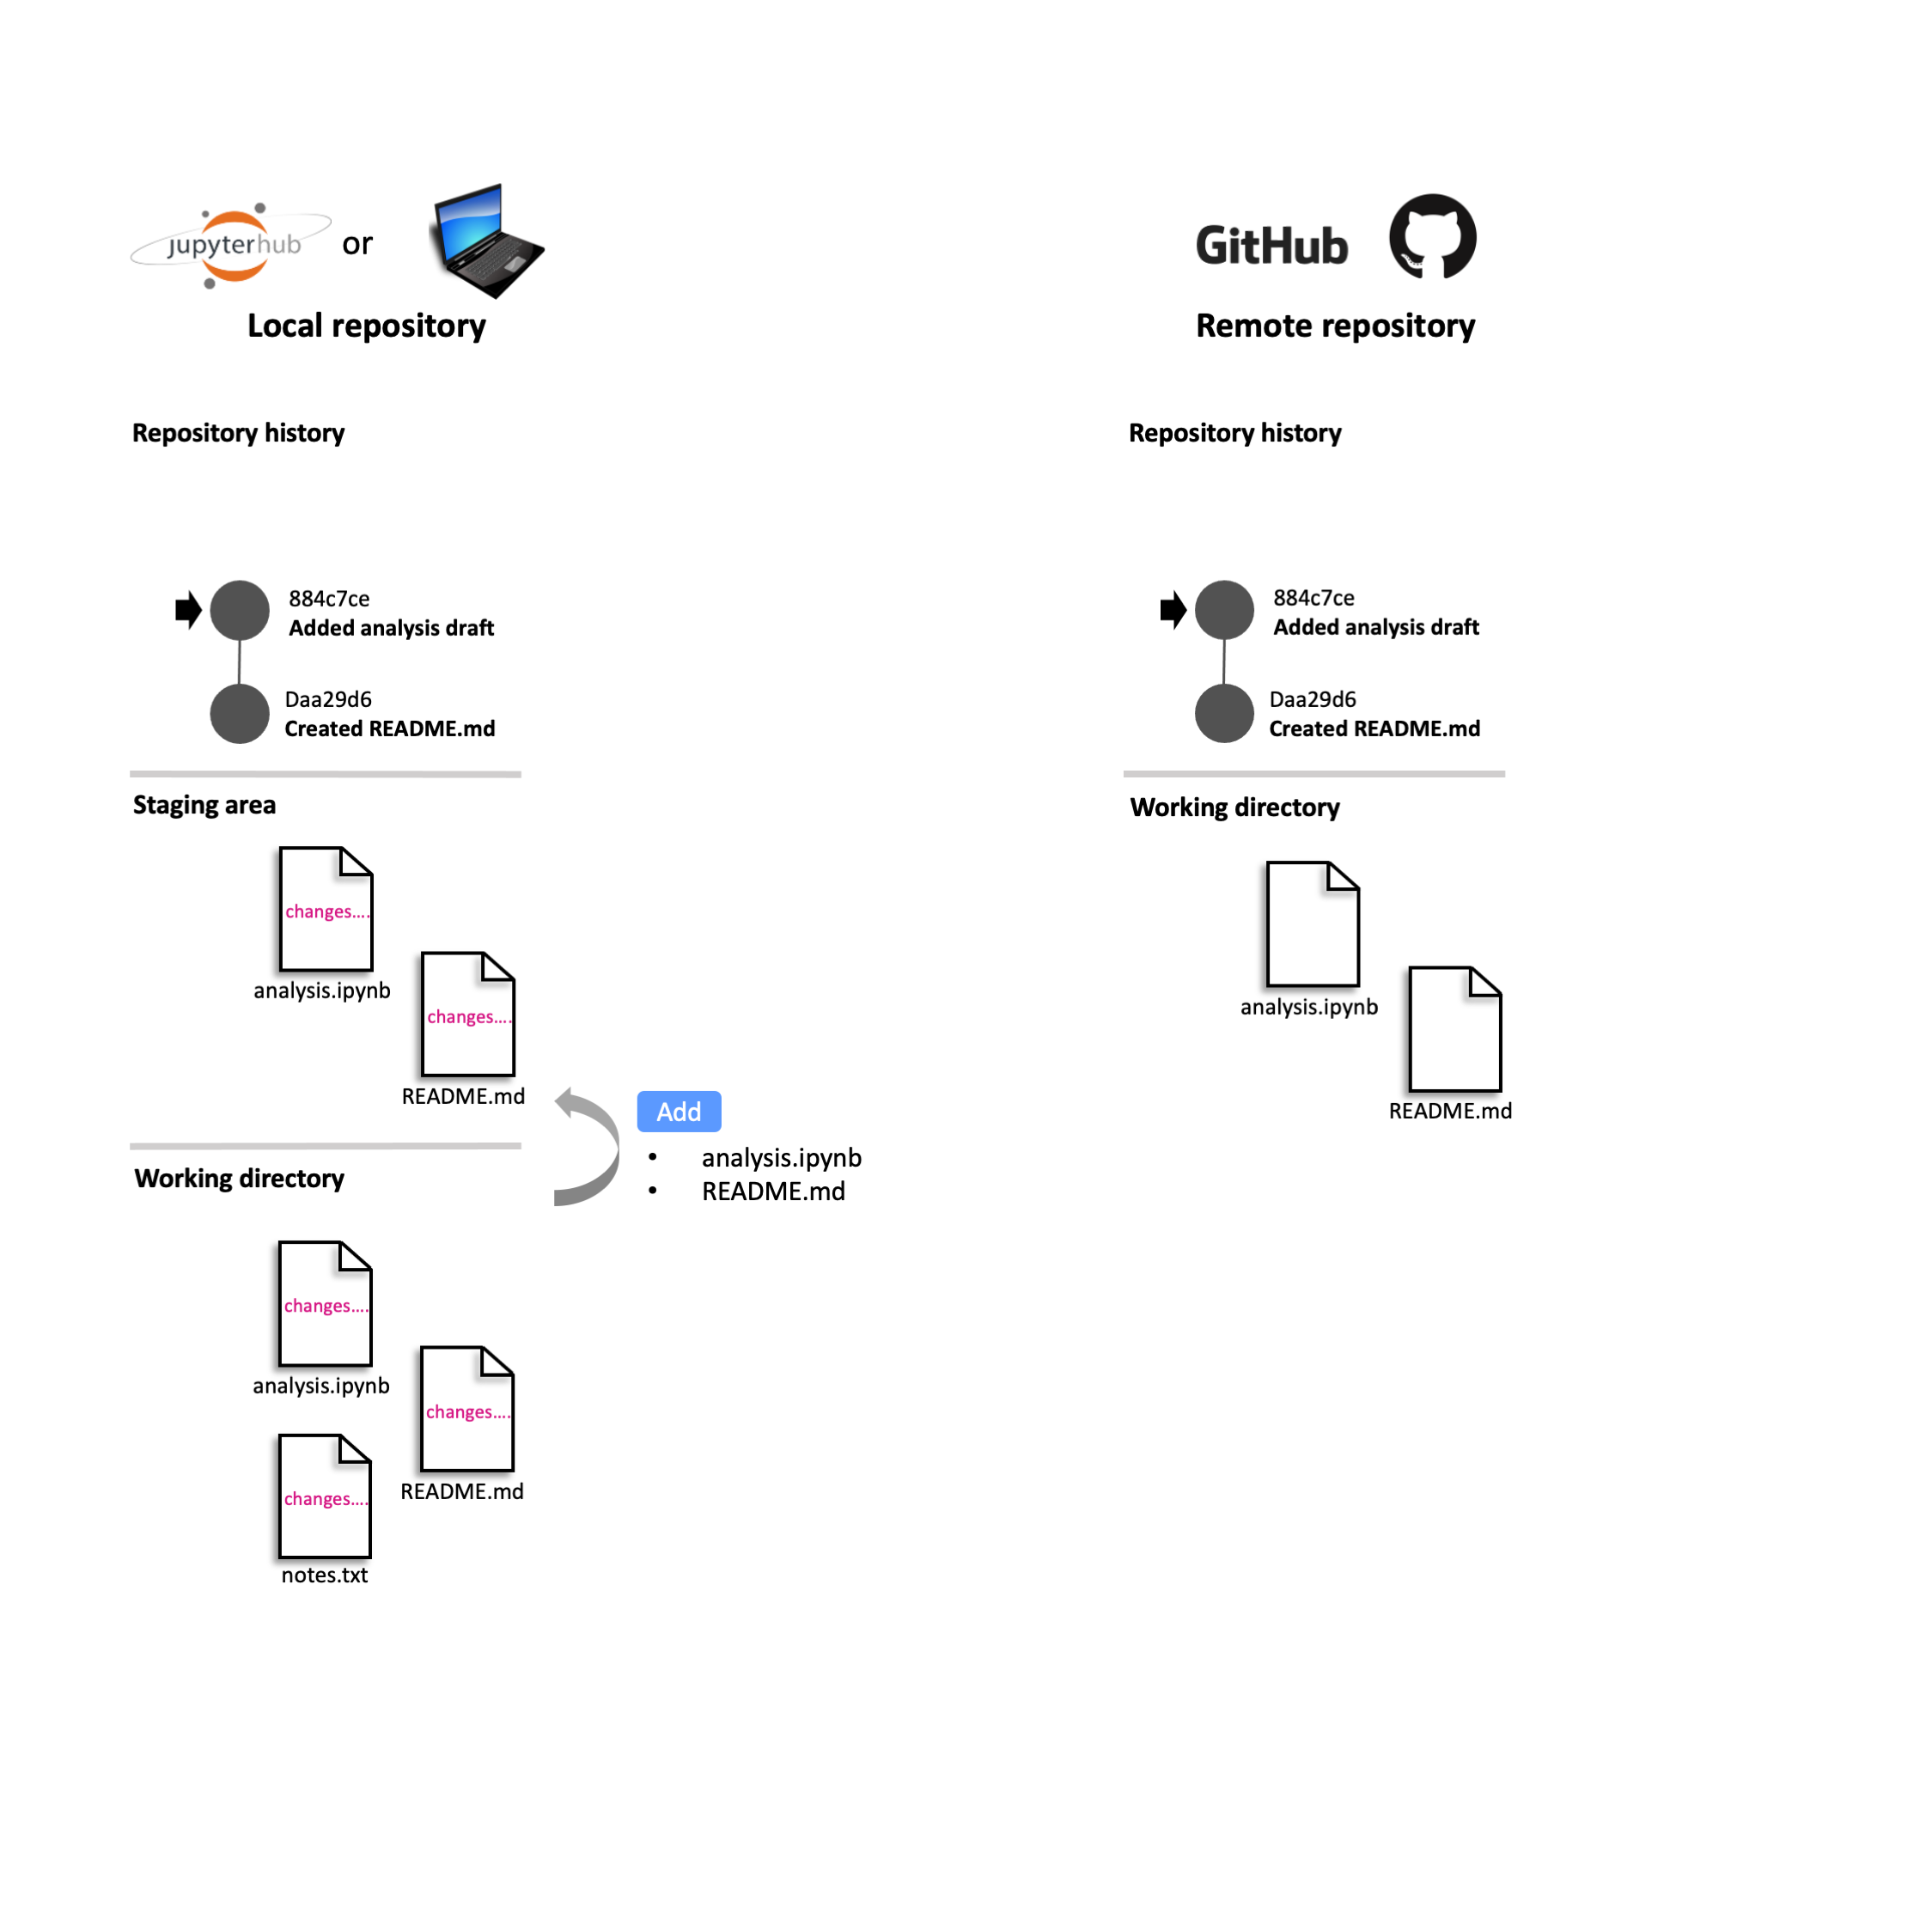 jupyterhub or
Local repository
Repository history
884c7ce
Added analysis draft
Daa29d6
Created README.md
Staging area
changes....
analysis.ipynb
changes....
README.md
Add
• analysis.ipynb
• README.md
Working directory
changes....
analysis.ipynb
changes....
README.md
changes....
notes.txt
GitHub
Remote repository
Repository history
884c7ce
Added analysis draft
Daa29d6
Created README.md
Working directory
analysis.ipynb
README.md